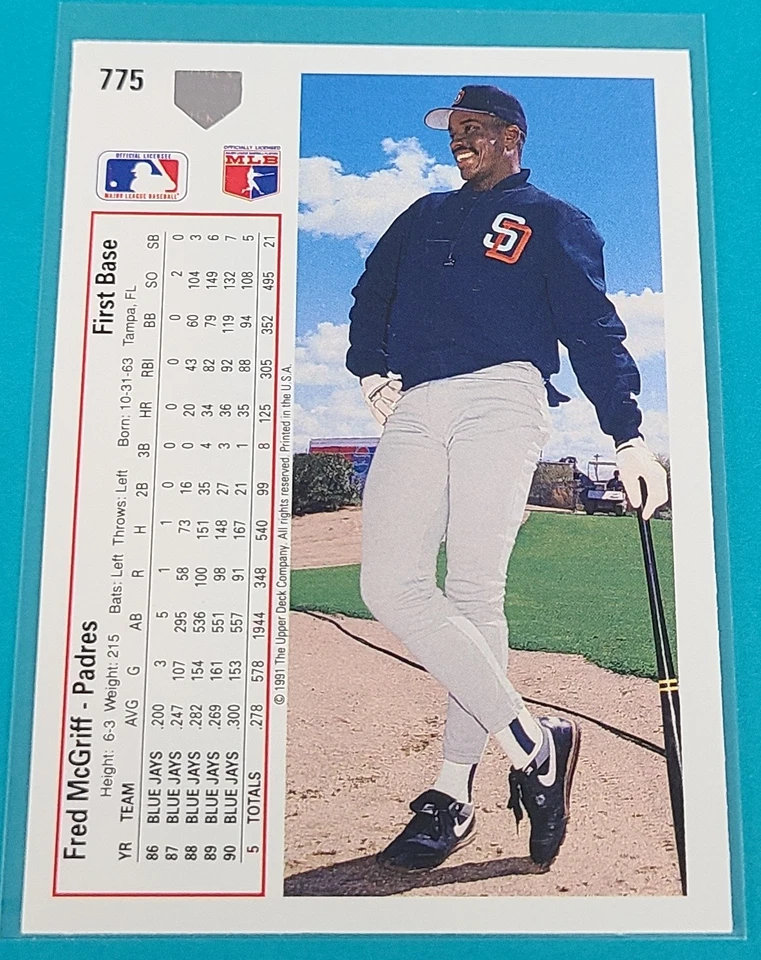 775
OFFICIAL LICENSEE
MAJOR LEAGUE BASEBALL
OFFICIALLY LICENSED
MLB
SD
Fred McGriff - Padres First Base
Height: 6-3 Weight: 215 Bats: Left Throws: Left Born: 10-31-63 Tampa, FL
YR TEAM AVG G AB R H 2B 3B HR RBI BB SO SB
86 BLUE JAYS .200 3 5 1 1 0 0 0 0 0 2 0
87 BLUE JAYS .247 107 295 58 73 16 0 20 43 60 104 3
88 BLUE JAYS .282 154 536 100 151 35 4 34 82 79 149 6
89 BLUE JAYS .269 161 551 98 148 27 3 36 92 119 132 7
90 BLUE JAYS .300 153 557 91 167 21 1 35 88 94 108 5
5 TOTALS .278 578 1944 348 540 99 8 125 305 352 495 21
© 1991 The Upper Deck Company. All rights reserved. Printed in the U.S.A.